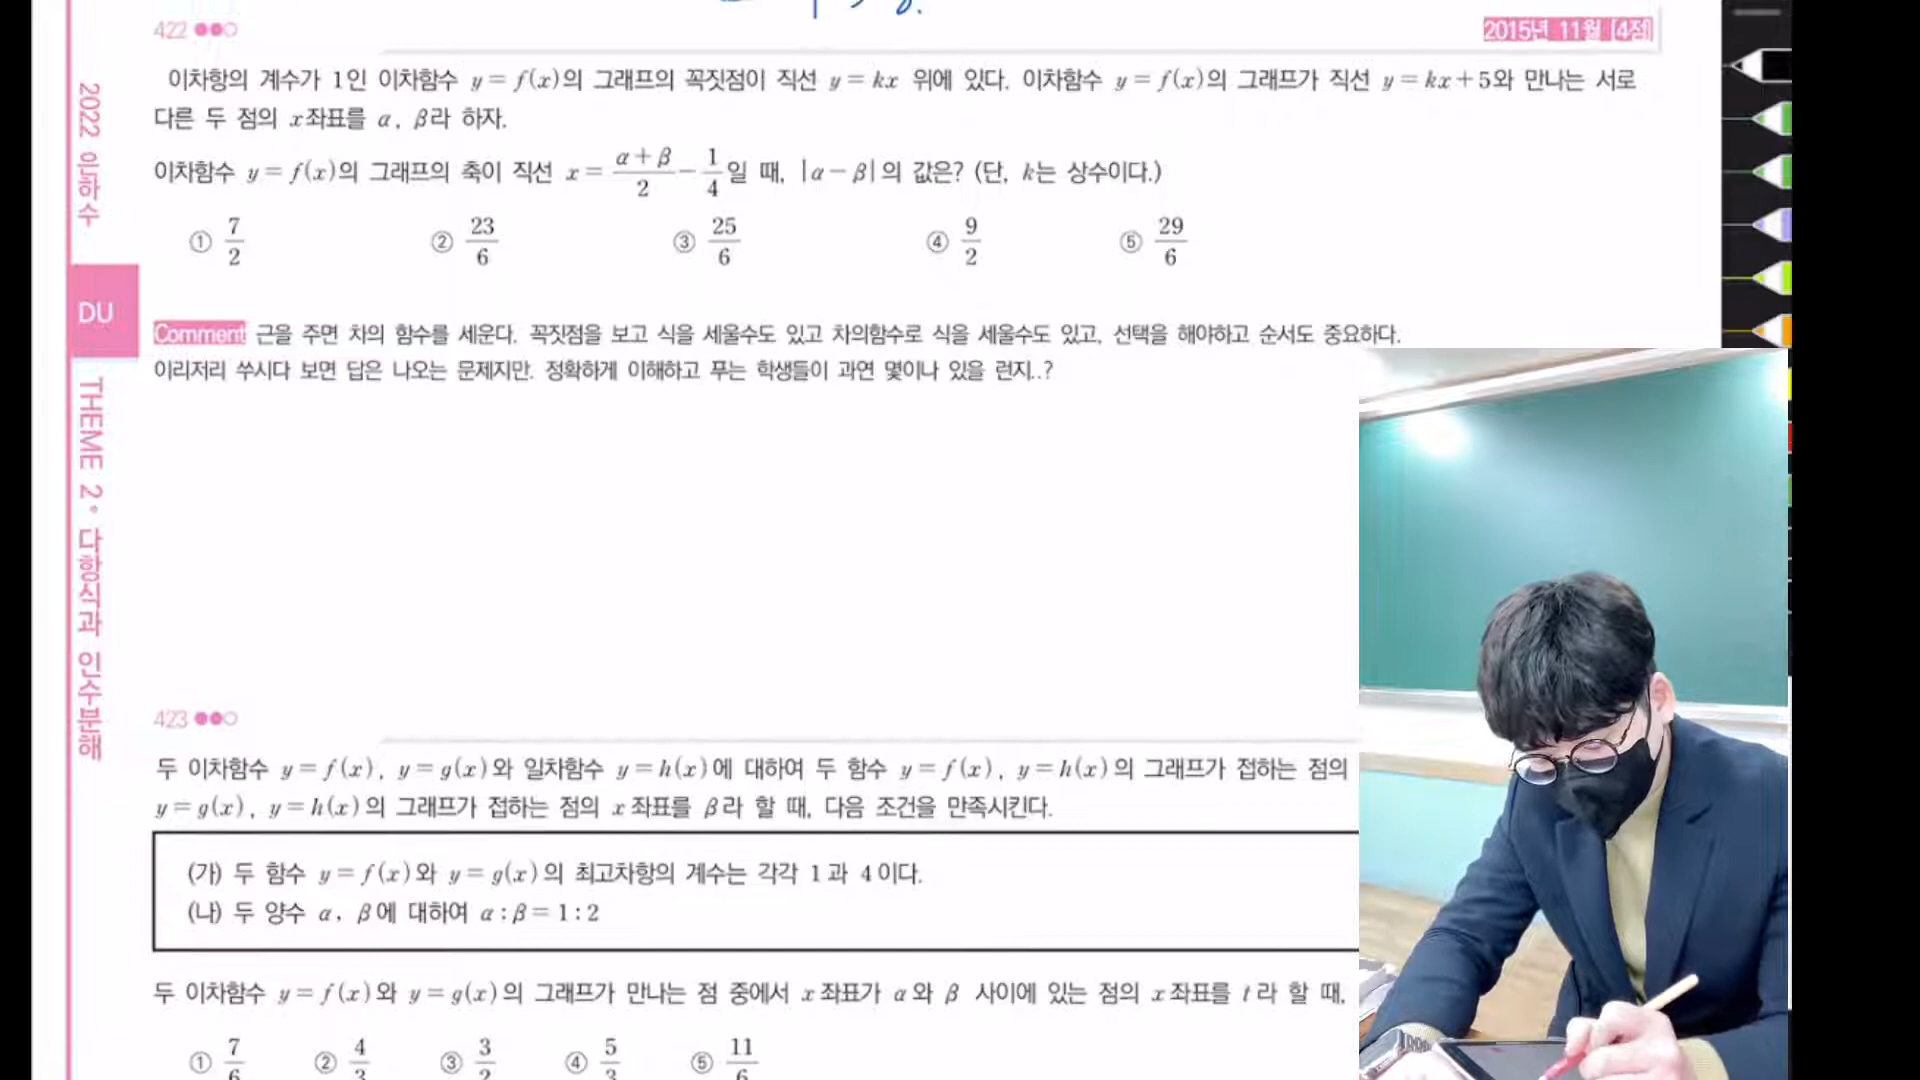 422
2015년 11월 [4점]
이차항의 계수가 1인 이차함수 y = f(x)의 그래프의 꼭짓점이 직선 y = kx 위에 있다. 이차함수 y = f(x)의 그래프가 직선 y = kx + 5와 만나는 서로
다른 두 점의 x좌표를 α, β라 하자.
이차함수 y = f(x)의 그래프의 축이 직선 x = \frac{α+β}{2} - \frac{1}{4}일 때, |α - β|의 값은? (단, k는 상수이다.)
① 7/2 ② 23/6 ③ 25/6 ④ 9/2 ⑤ 29/6
Comment 근을 주면 차의 함수를 세운다. 꼭짓점을 보고 식을 세울수도 있고 차의함수로 식을 세울수도 있고, 선택을 해야하고 순서도 중요하다.
이리저리 쑤시다 보면 답은 나오는 문제지만. 정확하게 이해하고 푸는 학생들이 과연 몇이나 있을 런지..?
2022 이해수
DU
THEME 2. 다항식과 인수분해
423
두 이차함수 y = f(x), y = g(x)와 일차함수 y = h(x)에 대하여 두 함수 y = f(x), y = h(x)의 그래프가 접하는 점의
y = g(x), y = h(x)의 그래프가 접하는 점의 x좌표를 β라 할 때, 다음 조건을 만족시킨다.
(가) 두 함수 y = f(x)와 y = g(x)의 최고차항의 계수는 각각 1과 4이다.
(나) 두 양수 α, β에 대하여 α : β = 1 : 2
두 이차함수 y = f(x)와 y = g(x)의 그래프가 만나는 점 중에서 x좌표가 α와 β 사이에 있는 점의 x좌표를 t라 할 때,
① 7/6 ② 4/3 ③ 3/2 ④ 5/3 ⑤ 11/6